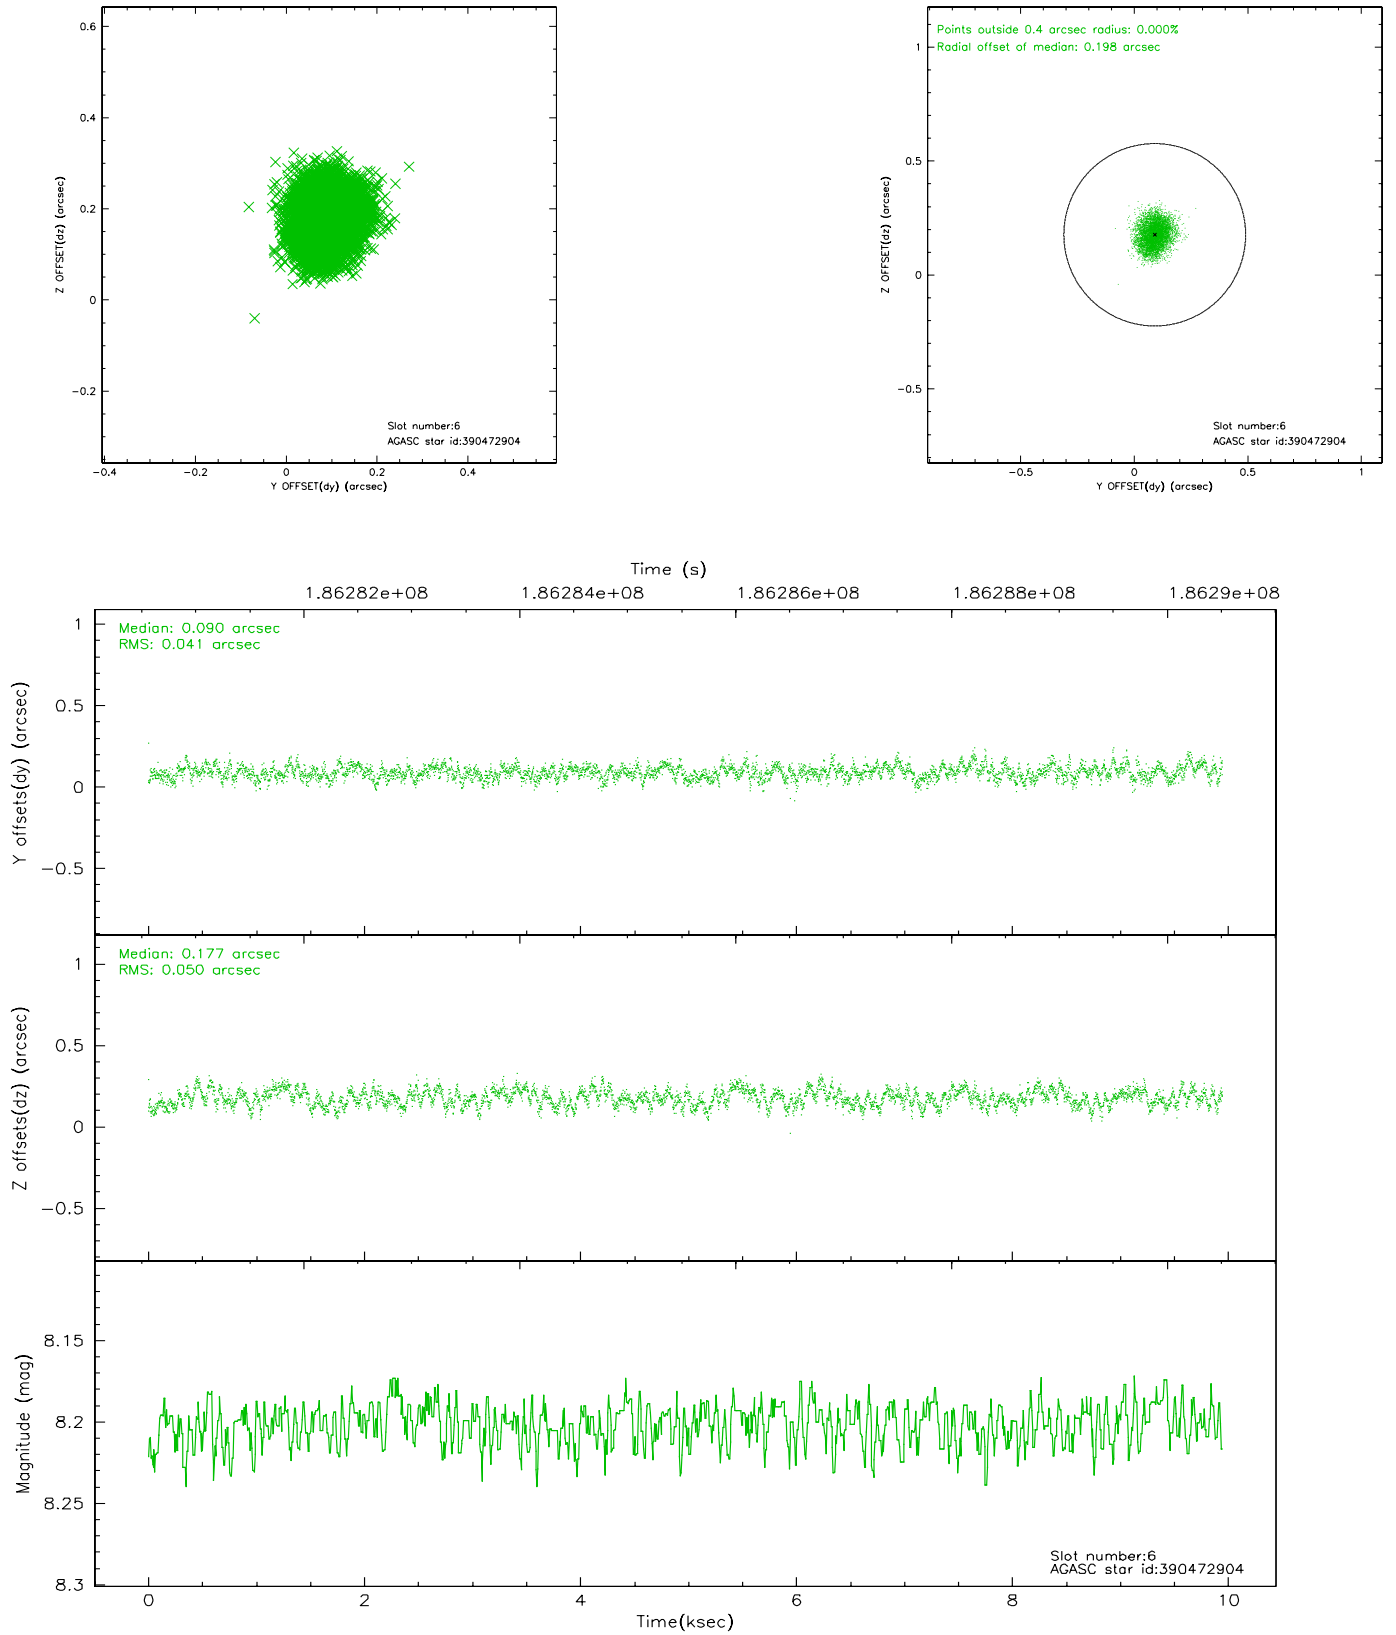 0.6
0.4
0.2
0
−0.2
−0.4
−0.2
0
0.2
0.4
Z OFFSET(dz) (arcsec)
Y OFFSET(dy) (arcsec)
Slot number:6
AGASC star id:390472904
Points outside 0.4 arcsec radius: 0.000%
Radial offset of median: 0.198 arcsec
1
0.5
0
−0.5
−0.5
0
0.5
1
Z OFFSET(dz) (arcsec)
Y OFFSET(dy) (arcsec)
Slot number:6
AGASC star id:390472904
Time (s)
1.86282e+08
1.86284e+08
1.86286e+08
1.86288e+08
1.8629e+08
Median: 0.090 arcsec
RMS: 0.041 arcsec
1
0.5
0
−0.5
Y offsets(dy) (arcsec)
Median: 0.177 arcsec
RMS: 0.050 arcsec
1
0.5
0
−0.5
Z offsets(dz) (arcsec)
8.15
8.2
8.25
8.3
Magnitude (mag)
Slot number:6
AGASC star id:390472904
0
2
4
6
8
10
Time(ksec)